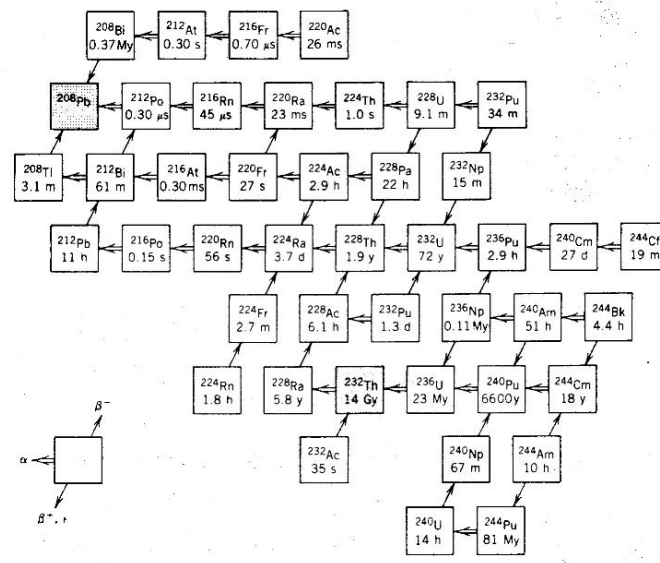 208Bi 212At 216Fr 220Ac
0.37My 0.30 s 0.70 μs 26 ms
208Pb 212Po 216Rn 220Ra 224Th 228U 232Pu
0.30 μs 45 μs 23 ms 1.0 s 9.1 m 34 m
208Tl 212Bi 216At 220Fr 224Ac 228Pa 232Np
3.1 m 61 m 0.30ms 27 s 2.9 h 22 h 15 m
212Pb 216Po 220Rn 224Ra 228Th 232U 236Pu 240Cm 244Cf
11 h 0.15 s 56 s 3.7 d 1.9 y 72 y 2.9 h 27 d 19 m
224Fr 228Ac 232Pu 236Np 240Am 244Bk
2.7 m 6.1 h 1.3 d 0.11My 51 h 4.4 h
224Rn 228Ra 232Th 236U 240Pu 244Cm
1.8 h 5.8 y 14 Gy 23 My 6600y 18 y
β−
α
β+,
232Ac 240Np 244Am
35 s 67 m 10 h
240U 244Pu
14 h 81 My